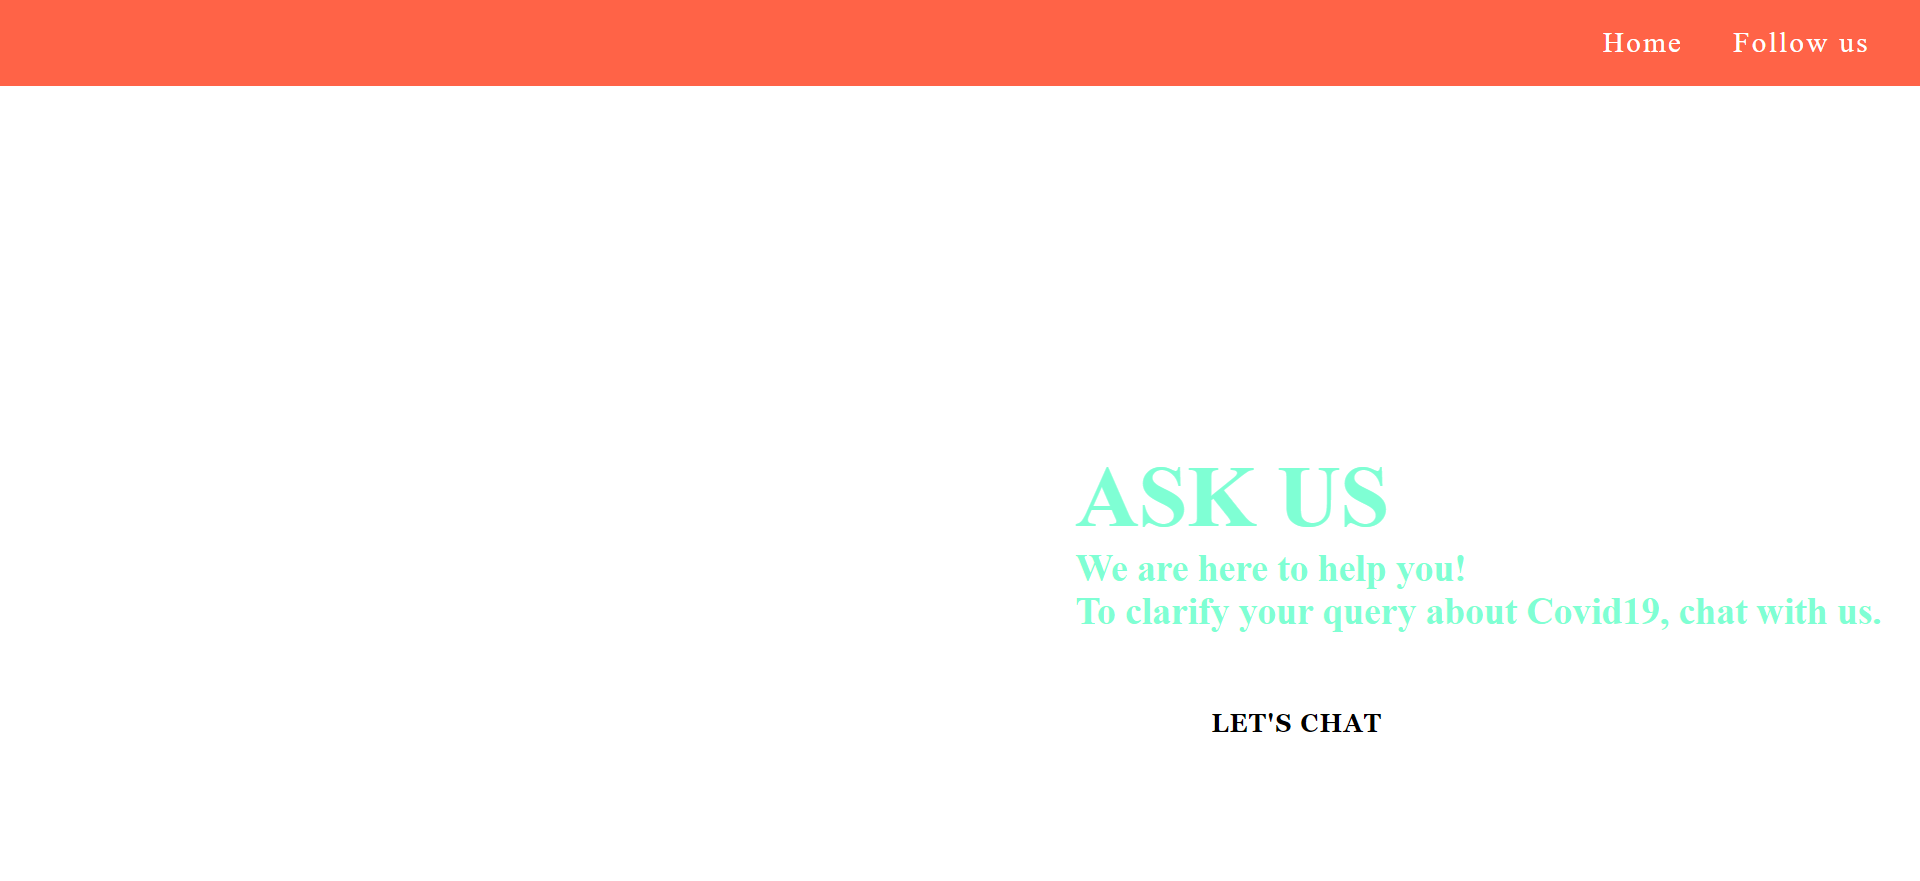 Home Follow us
ASK US
We are here to help you!
To clarify your query about Covid19, chat with us.
LET'S CHAT